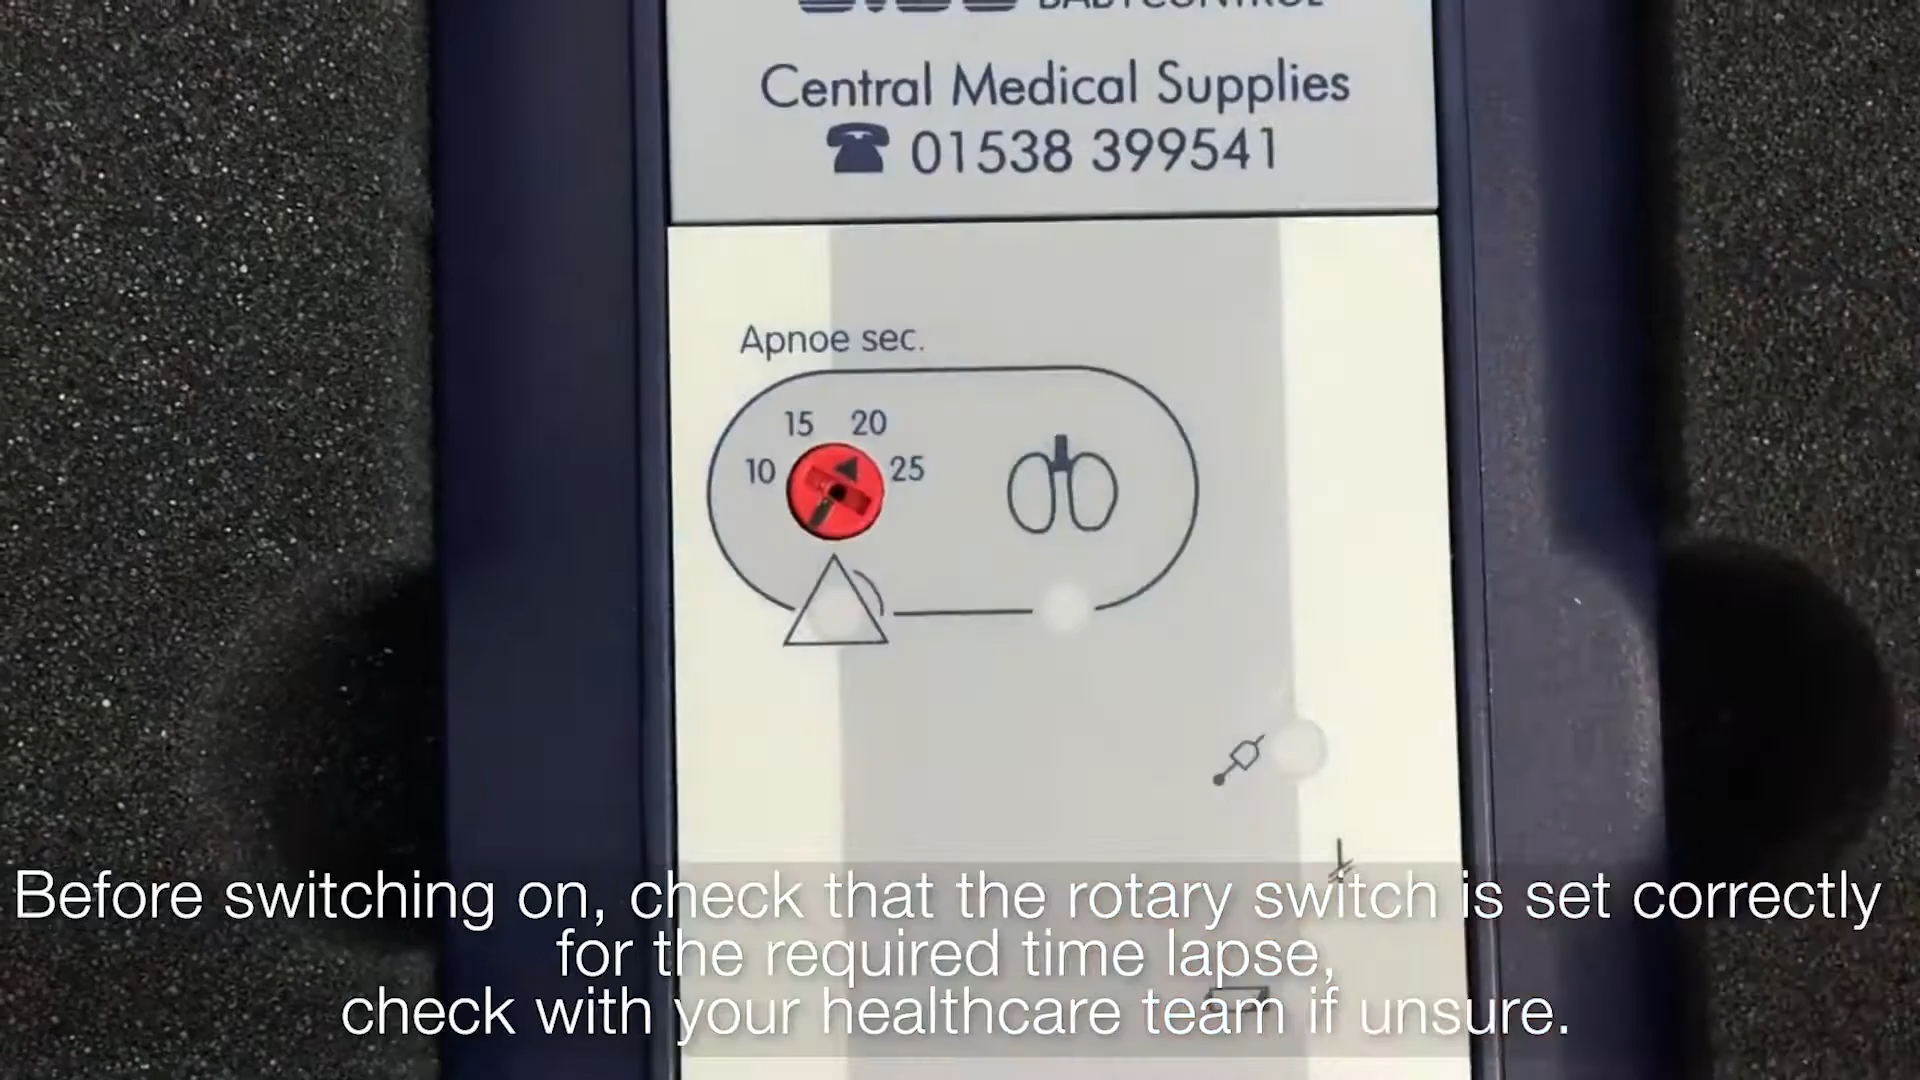 BABYCONTROL
Central Medical Supplies
☎ 01538 399541
Apnoe sec.
15 20
10 25
Before switching on, check that the rotary switch is set correctly
for the required time lapse,
check with your healthcare team if unsure.